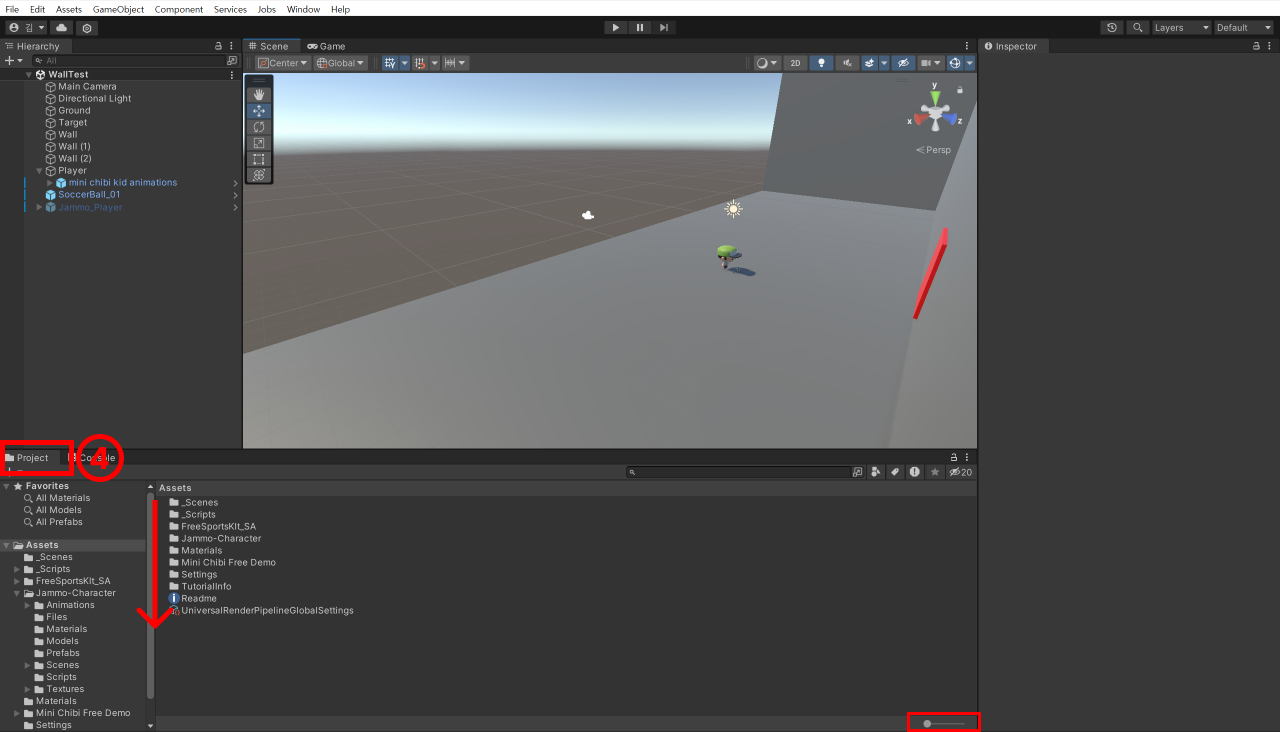 File Edit Assets GameObject Component Services Jobs Window Help
김 Layers Default
Hierarchy Scene Game Inspector
All Center Global 2D
WallTest
Main Camera
Directional Light
Ground
Target
Wall
Wall (1)
Wall (2)
Player
mini chibi kid animations
SoccerBall_01
Jammo_Player
y
x z
Persp
Project Console
4
20
Favorites
All Materials
All Models
All Prefabs
Assets
_Scenes
_Scripts
FreeSportsKIt_SA
Jammo-Character
Animations
Files
Materials
Models
Prefabs
Scenes
Scripts
Textures
Materials
Mini Chibi Free Demo
Settings
Assets
_Scenes
_Scripts
FreeSportsKIt_SA
Jammo-Character
Materials
Mini Chibi Free Demo
Settings
TutorialInfo
Readme
UniversalRenderPipelineGlobalSettings